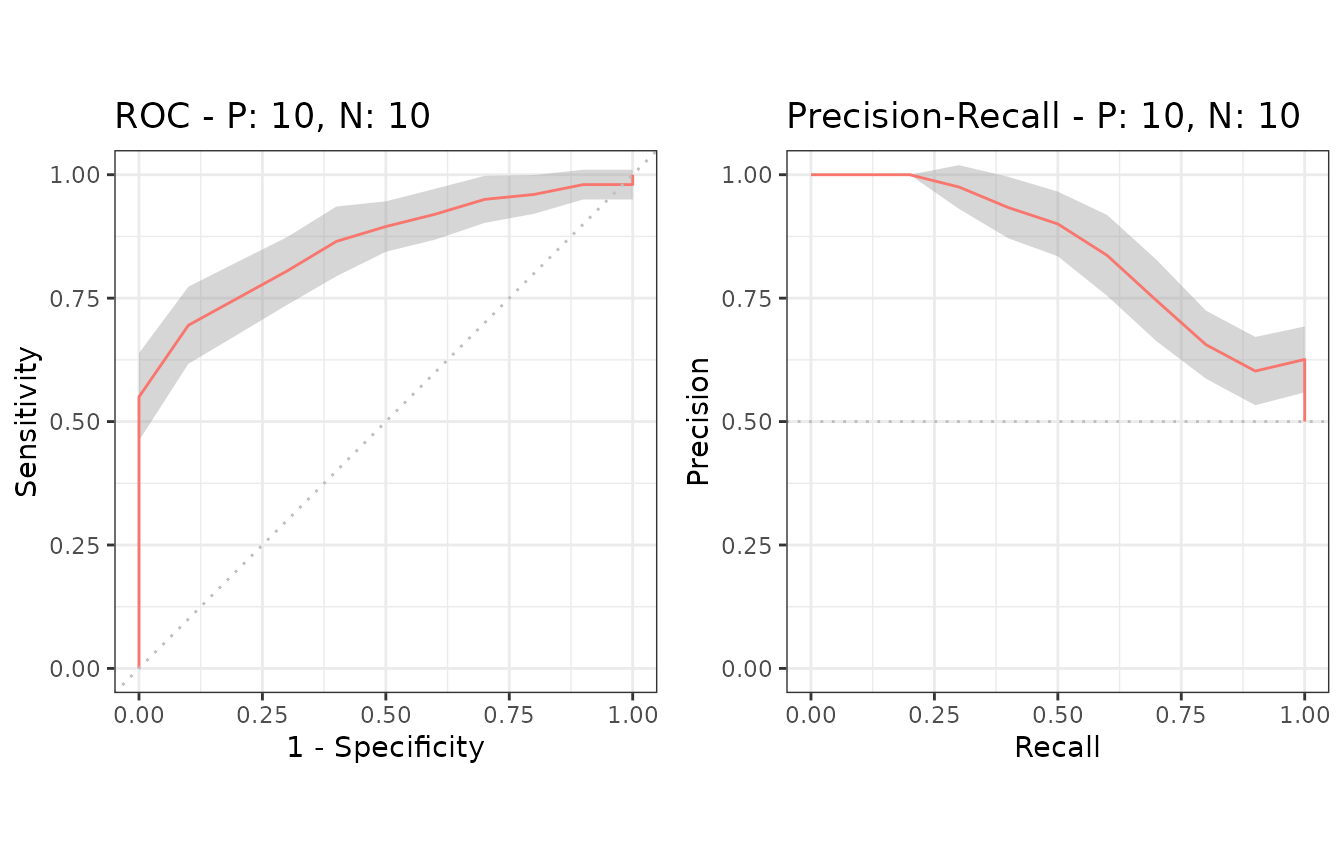 ROC - P: 10, N: 10
Sensitivity
1.00
0.75
0.50
0.25
0.00
0.00 0.25 0.50 0.75 1.00
1 - Specificity
Precision-Recall - P: 10, N: 10
Precision
1.00
0.75
0.50
0.25
0.00
0.00 0.25 0.50 0.75 1.00
Recall